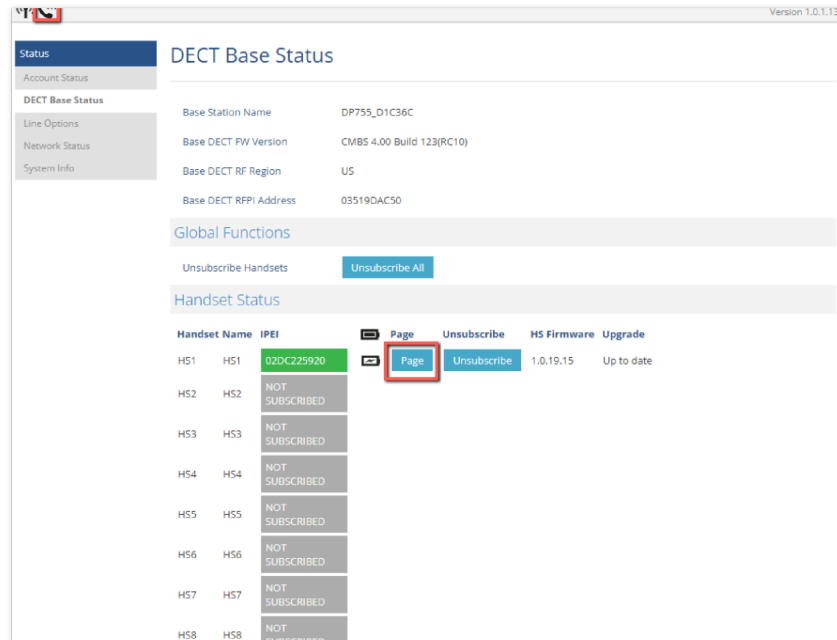 Version 1.0.1.13
Status
Account Status
DECT Base Status
Line Options
Network Status
System Info
DECT Base Status
Base Station Name DP755_D1C36C
Base DECT FW Version CMBS 4.00 Build 123(RC10)
Base DECT RF Region US
Base DECT RFPI Address 03519DAC50
Global Functions
Unsubscribe Handsets Unsubscribe All
Handset Status
Handset Name IPEI Page Unsubscribe HS Firmware Upgrade
HS1 HS1 02DC225920 Page Unsubscribe 1.0.19.15 Up to date
HS2 HS2 NOT SUBSCRIBED
HS3 HS3 NOT SUBSCRIBED
HS4 HS4 NOT SUBSCRIBED
HS5 HS5 NOT SUBSCRIBED
HS6 HS6 NOT SUBSCRIBED
HS7 HS7 NOT SUBSCRIBED
HS8 HS8 NOT